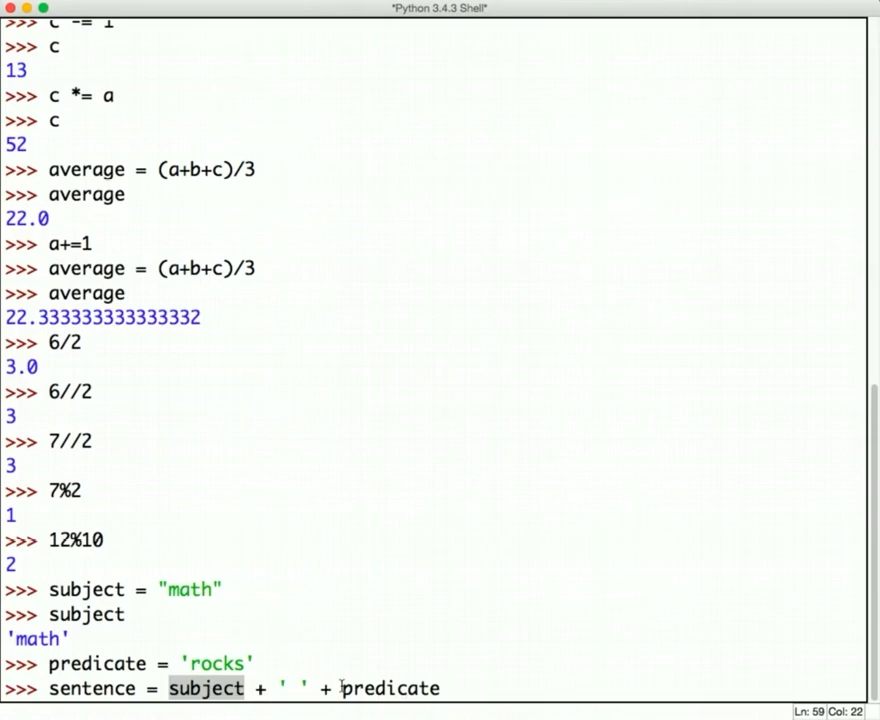 *Python 3.4.3 Shell*
>>> c -= 1
>>> c
13
>>> c *= a
>>> c
52
>>> average = (a+b+c)/3
>>> average
22.0
>>> a+=1
>>> average = (a+b+c)/3
>>> average
22.333333333333332
>>> 6/2
3.0
>>> 6//2
3
>>> 7//2
3
>>> 7%2
1
>>> 12%10
2
>>> subject = "math"
>>> subject
'math'
>>> predicate = 'rocks'
>>> sentence = subject + ' ' + predicate
Ln: 59 Col: 22